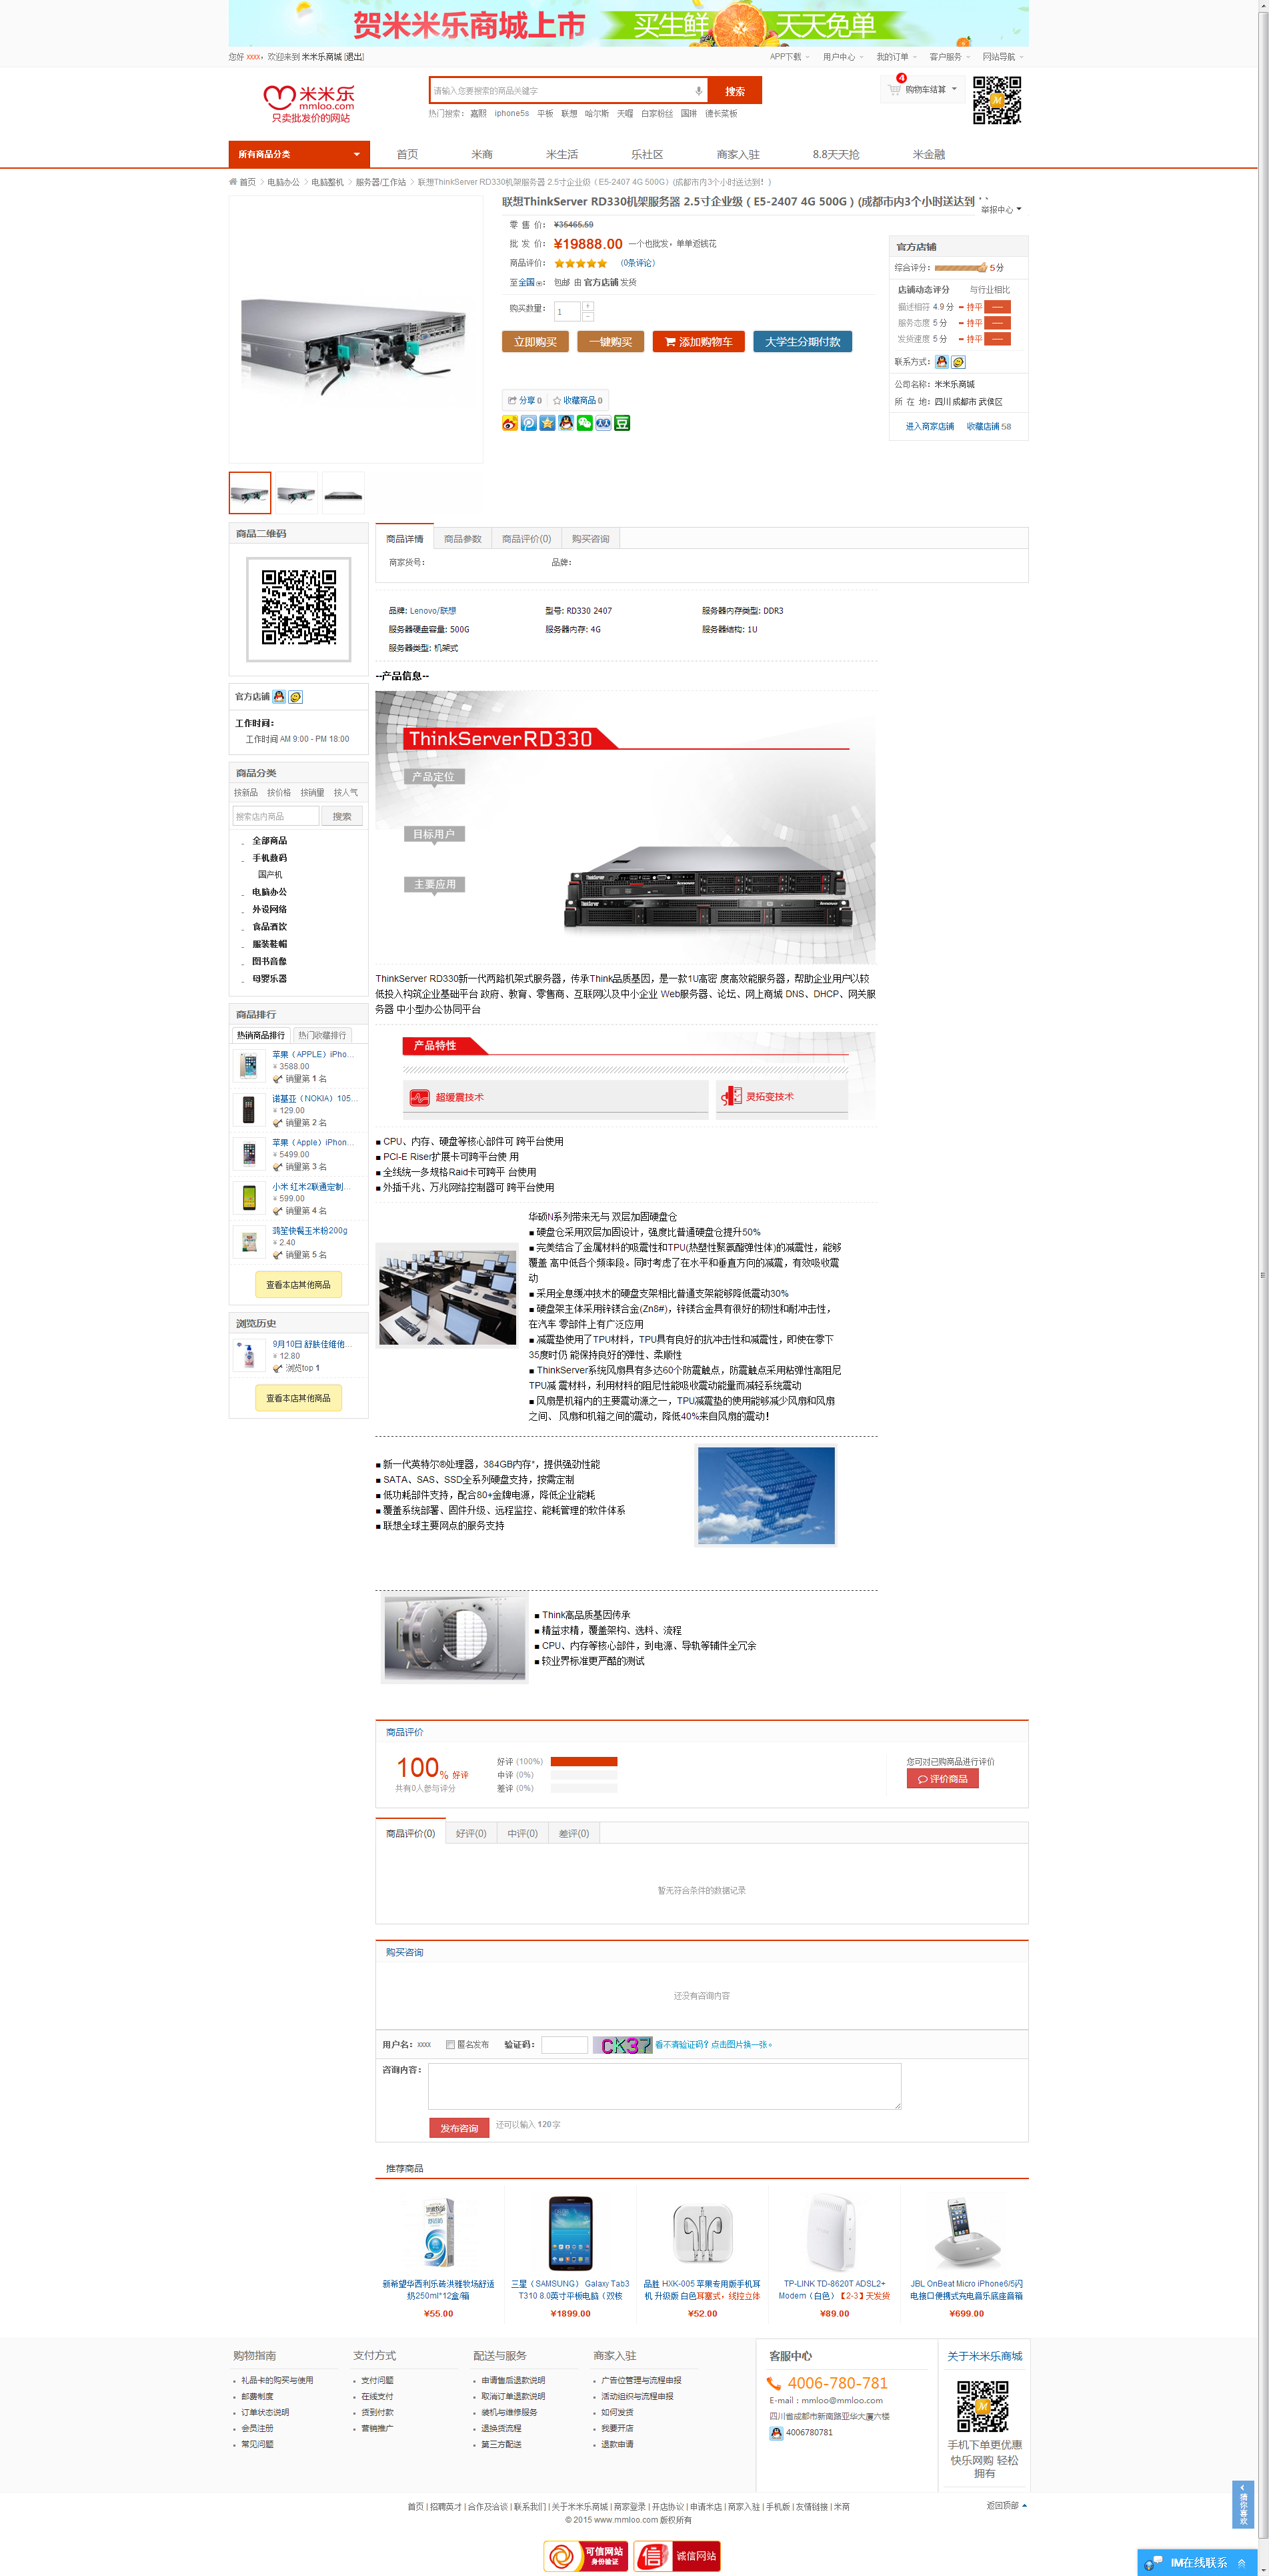 贺米米乐商城上市 买生鲜 天天免单
您好 xxxx，欢迎来到 米米乐商城 [退出]
APP下载 用户中心 我的订单 客户服务 网站导航
米米乐
mmloo.com
只卖批发价的网站
请输入您要搜索的商品关键字 搜索
热门搜索： 嘉熙 iphone5s 平板 联想 哈尔斯 天喔 白家粉丝 国琳 德长菜板
4
购物车结算
所有商品分类 首页 米商 米生活 乐社区 商家入驻 8.8天天抢 米金融
首页 > 电脑办公 > 电脑整机 > 服务器/工作站 > 联想ThinkServer RD330机架服务器 2.5寸企业级（E5-2407 4G 500G）(成都市内3个小时送达到！)
联想ThinkServer RD330机架服务器 2.5寸企业级（E5-2407 4G 500G）(成都市内3个小时送达到
举报中心
零 售 价： ¥35465.59
批 发 价： ¥19888.00 一个也批发，单单返钱花
商品评价： (0条评论)
至全国 ： 包邮 由 官方店铺 发货
购买数量： 1
立即购买 一键购买 添加购物车 大学生分期付款
分享 0 收藏商品 0
官方店铺
综合评分： 5 分
店铺动态评分 与行业相比
描述相符 4.9 分 持平 ----
服务态度 5 分 持平 ----
发货速度 5 分 持平 ----
联系方式：
公司名称： 米米乐商城
所 在 地： 四川 成都市 武侯区
进入商家店铺 收藏店铺 58
商品二维码
官方店铺
工作时间：
工作时间 AM 9:00 - PM 18:00
商品分类
按新品 按价格 按销量 按人气
搜索店内商品 搜索
全部商品
手机数码
国产机
电脑办公
外设网络
食品酒饮
服装鞋帽
图书音像
母婴乐器
商品排行
热销商品排行 热门收藏排行
苹果（APPLE）iPho...
¥ 3588.00
销量第 1 名
诺基亚（NOKIA）105...
¥ 129.00
销量第 2 名
苹果（Apple）iPhon...
¥ 5499.00
销量第 3 名
小米 红米2联通定制...
¥ 599.00
销量第 4 名
鸿笙快餐玉米粉200g
¥ 2.40
销量第 5 名
查看本店其他商品
浏览历史
9月10日 舒肤佳维他...
¥ 12.80
浏览top 1
查看本店其他商品
商品详情 商品参数 商品评价(0) 购买咨询
商家货号： 品牌：
品牌: Lenovo/联想 型号: RD330 2407 服务器内存类型: DDR3
服务器硬盘容量: 500G 服务器内存: 4G 服务器结构: 1U
服务器类型: 机架式
--产品信息--
ThinkServer RD330
产品定位
目标用户
主要应用
ThinkServer RD330新一代两路机架式服务器，传承Think品质基因，是一款1U高密 度高效能服务器，帮助企业用户以较
低投入构筑企业基础平台 政府、教育、零售商、互联网以及中小企业 Web服务器、论坛、网上商城 DNS、DHCP、网关服
务器 中小型办公协同平台
产品特性
超缓震技术 灵拓变技术
■ CPU、内存、硬盘等核心部件可 跨平台使用
■ PCI-E Riser扩展卡可跨平台使 用
■ 全线统一多规格Raid卡可跨平 台使用
■ 外插千兆、万兆网络控制器可 跨平台使用
华硕N系列带来无与 双层加固硬盘仓
■ 硬盘仓采用双层加固设计，强度比普通硬盘仓提升50%
■ 完美结合了金属材料的吸震性和TPU(热塑性聚氨酯弹性体)的减震性，能够
覆盖 高中低各个频率段。同时考虑了在水平和垂直方向的减震，有效吸收震
动
■ 采用全息缓冲技术的硬盘支架相比普通支架能够降低震动30%
■ 硬盘架主体采用锌镁合金(Zn8#)，锌镁合金具有很好的韧性和耐冲击性，
在汽车 零部件上有广泛应用
■ 减震垫使用了TPU材料，TPU具有良好的抗冲击性和减震性，即使在零下
35度时仍 能保持良好的弹性、柔顺性
■ ThinkServer系统风扇具有多达60个防震触点，防震触点采用粘弹性高阻尼
TPU减 震材料，利用材料的阻尼性能吸收震动能量而减轻系统震动
■ 风扇是机箱内的主要震动源之一，TPU减震垫的使用能够减少风扇和风扇
之间、 风扇和机箱之间的震动，降低40%来自风扇的震动！
■ 新一代英特尔®处理器，384GB内存*，提供强劲性能
■ SATA、SAS、SSD全系列硬盘支持，按需定制
■ 低功耗部件支持，配合80+金牌电源，降低企业能耗
■ 覆盖系统部署、固件升级、远程监控、能耗管理的软件体系
■ 联想全球主要网点的服务支持
■ Think高品质基因传承
■ 精益求精，覆盖架构、选料、流程
■ CPU、内存等核心部件，到电源、导轨等辅件全冗余
■ 较业界标准更严酷的测试
商品评价
100% 好评
共有0人参与评分
好评 (100%)
中评 (0%)
差评 (0%)
您可对已购商品进行评价
评价商品
商品评价(0) 好评(0) 中评(0) 差评(0)
暂无符合条件的数据记录
购买咨询
还没有咨询内容
用户名： xxxx 匿名发布 验证码： CK37 看不清验证码？点击图片换一张。
咨询内容：
发布咨询 还可以输入 120 字
推荐商品
新希望华西利乐砖洪雅牧场舒适
奶250ml*12盒/箱
¥55.00
三星（SAMSUNG） Galaxy Tab3
T310 8.0英寸平板电脑（双核
¥1899.00
品胜 HXK-005 苹果专用版手机耳
机 升级版 白色耳塞式，线控立体
¥52.00
TP-LINK TD-8620T ADSL2+
Modem（白色）【2-3】天发货
¥89.00
JBL OnBeat Micro iPhone6/5闪
电接口便携式充电音乐底座音箱
¥699.00
购物指南
礼品卡的购买与使用
邮费制度
订单状态说明
会员注册
常见问题
支付方式
支付问题
在线支付
货到付款
营销推广
配送与服务
申请售后退款说明
取消订单退款说明
装机与维修服务
退换货流程
第三方配送
商家入驻
广告位管理与流程申报
活动组织与流程申报
如何发货
我要开店
退款申请
客服中心
4006-780-781
E-mail : mmloo@mmloo.com
四川省成都市新南路亚华大厦六楼
4006780781
关于米米乐商城
手机下单更优惠
快乐网购 轻松
拥有
猜你喜欢
首页 | 招聘英才 | 合作及洽谈 | 联系我们 | 关于米米乐商城 | 商家登录 | 开店协议 | 申请米店 | 商家入驻 | 手机版 | 友情链接 | 米商
返回顶部
© 2015 www.mmloo.com 版权所有
可信网站
身份验证
诚信网站
IM在线联系